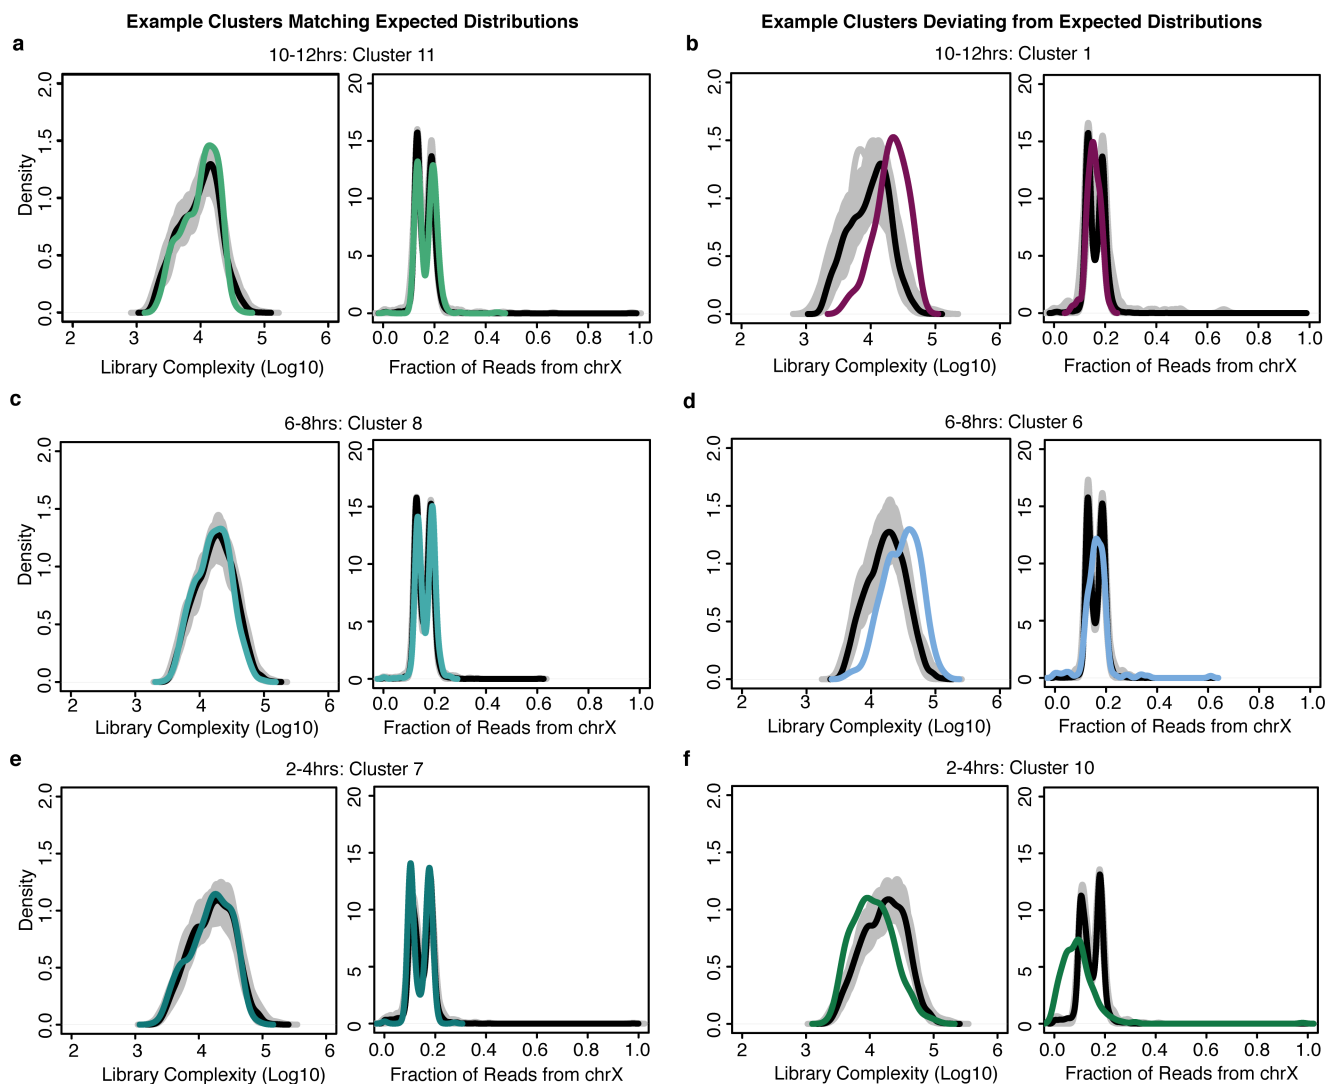 Example Clusters Matching Expected Distributions
Example Clusters Deviating from Expected Distributions
a
10-12hrs: Cluster 11
Density
0.0 0.5 1.0 1.5 2.0
2 3 4 5 6
Library Complexity (Log10)
0 5 10 15 20
0.0 0.2 0.4 0.6 0.8 1.0
Fraction of Reads from chrX
b
10-12hrs: Cluster 1
0.0 0.5 1.0 1.5 2.0
2 3 4 5 6
Library Complexity (Log10)
0 5 10 15 20
0.0 0.2 0.4 0.6 0.8 1.0
Fraction of Reads from chrX
c
6-8hrs: Cluster 8
Density
0.0 0.5 1.0 1.5 2.0
2 3 4 5 6
Library Complexity (Log10)
0 5 10 15 20
0.0 0.2 0.4 0.6 0.8 1.0
Fraction of Reads from chrX
d
6-8hrs: Cluster 6
0.0 0.5 1.0 1.5 2.0
2 3 4 5 6
Library Complexity (Log10)
0 5 10 15 20
0.0 0.2 0.4 0.6 0.8 1.0
Fraction of Reads from chrX
e
2-4hrs: Cluster 7
Density
0.0 0.5 1.0 1.5 2.0
2 3 4 5 6
Library Complexity (Log10)
0 5 10 15 20
0.0 0.2 0.4 0.6 0.8 1.0
Fraction of Reads from chrX
f
2-4hrs: Cluster 10
0.0 0.5 1.0 1.5 2.0
2 3 4 5 6
Library Complexity (Log10)
0 5 10 15 20
0.0 0.2 0.4 0.6 0.8 1.0
Fraction of Reads from chrX